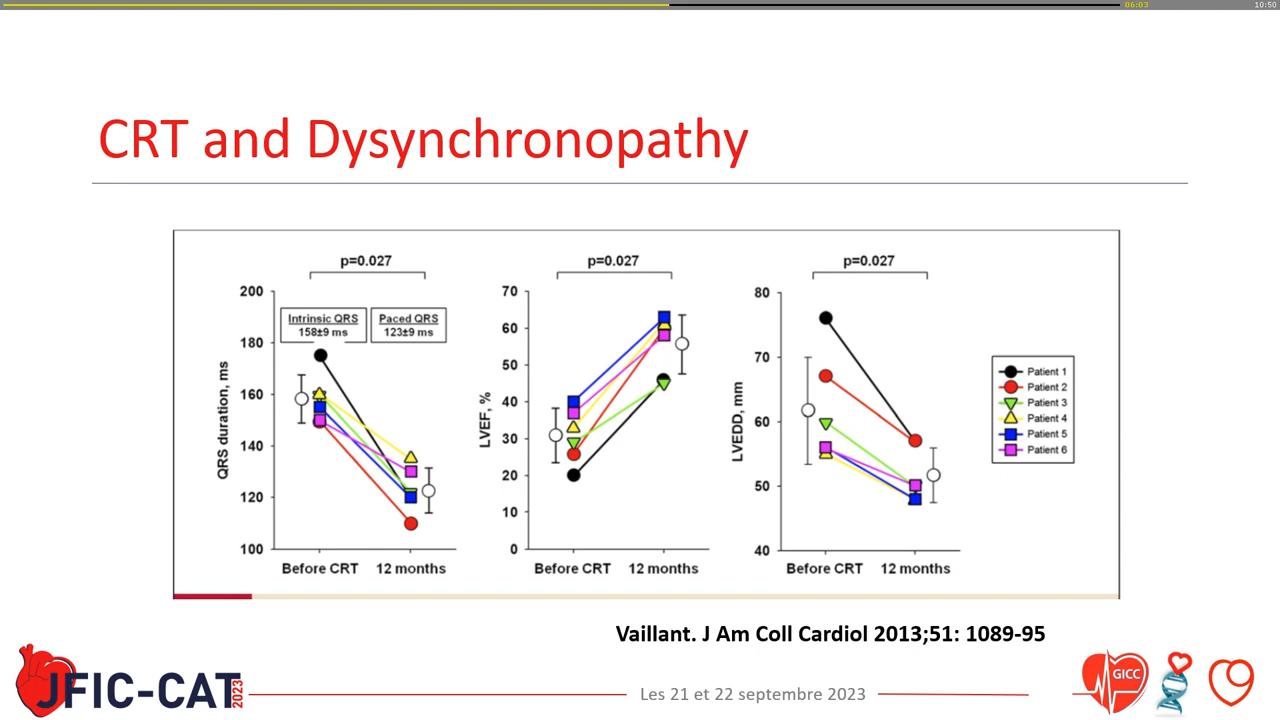 06:03
10:50
CRT and Dysynchronopathy
p=0.027
p=0.027
p=0.027
200
180
160
140
120
100
QRS duration, ms
Intrinsic QRS
158±9 ms
Paced QRS
123±9 ms
Before CRT
12 months
70
60
50
40
30
20
10
0
LVEF, %
Before CRT
12 months
80
70
60
50
40
LVEDD, mm
Before CRT
12 months
Patient 1
Patient 2
Patient 3
Patient 4
Patient 5
Patient 6
Vaillant. J Am Coll Cardiol 2013;51: 1089-95
JFIC-CAT
2023
Les 21 et 22 septembre 2023
GICC